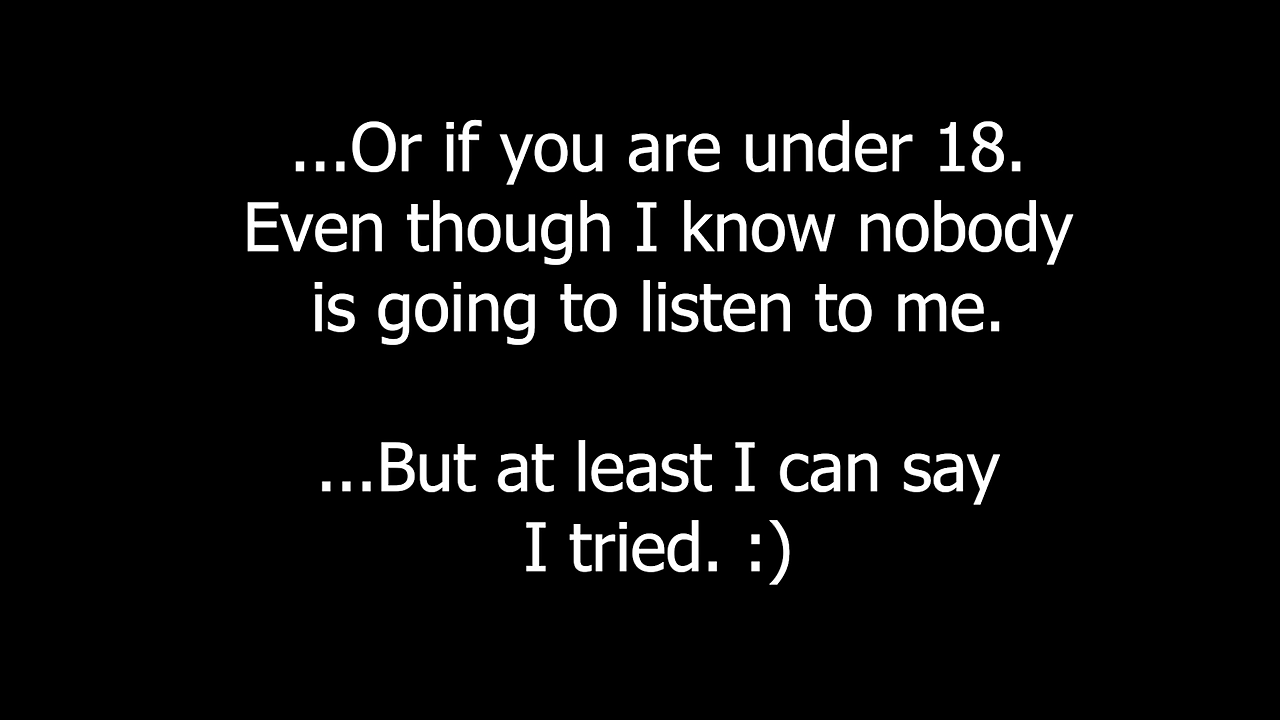 ...Or if you are under 18.
Even though I know nobody
is going to listen to me.
...But at least I can say
I tried. :)